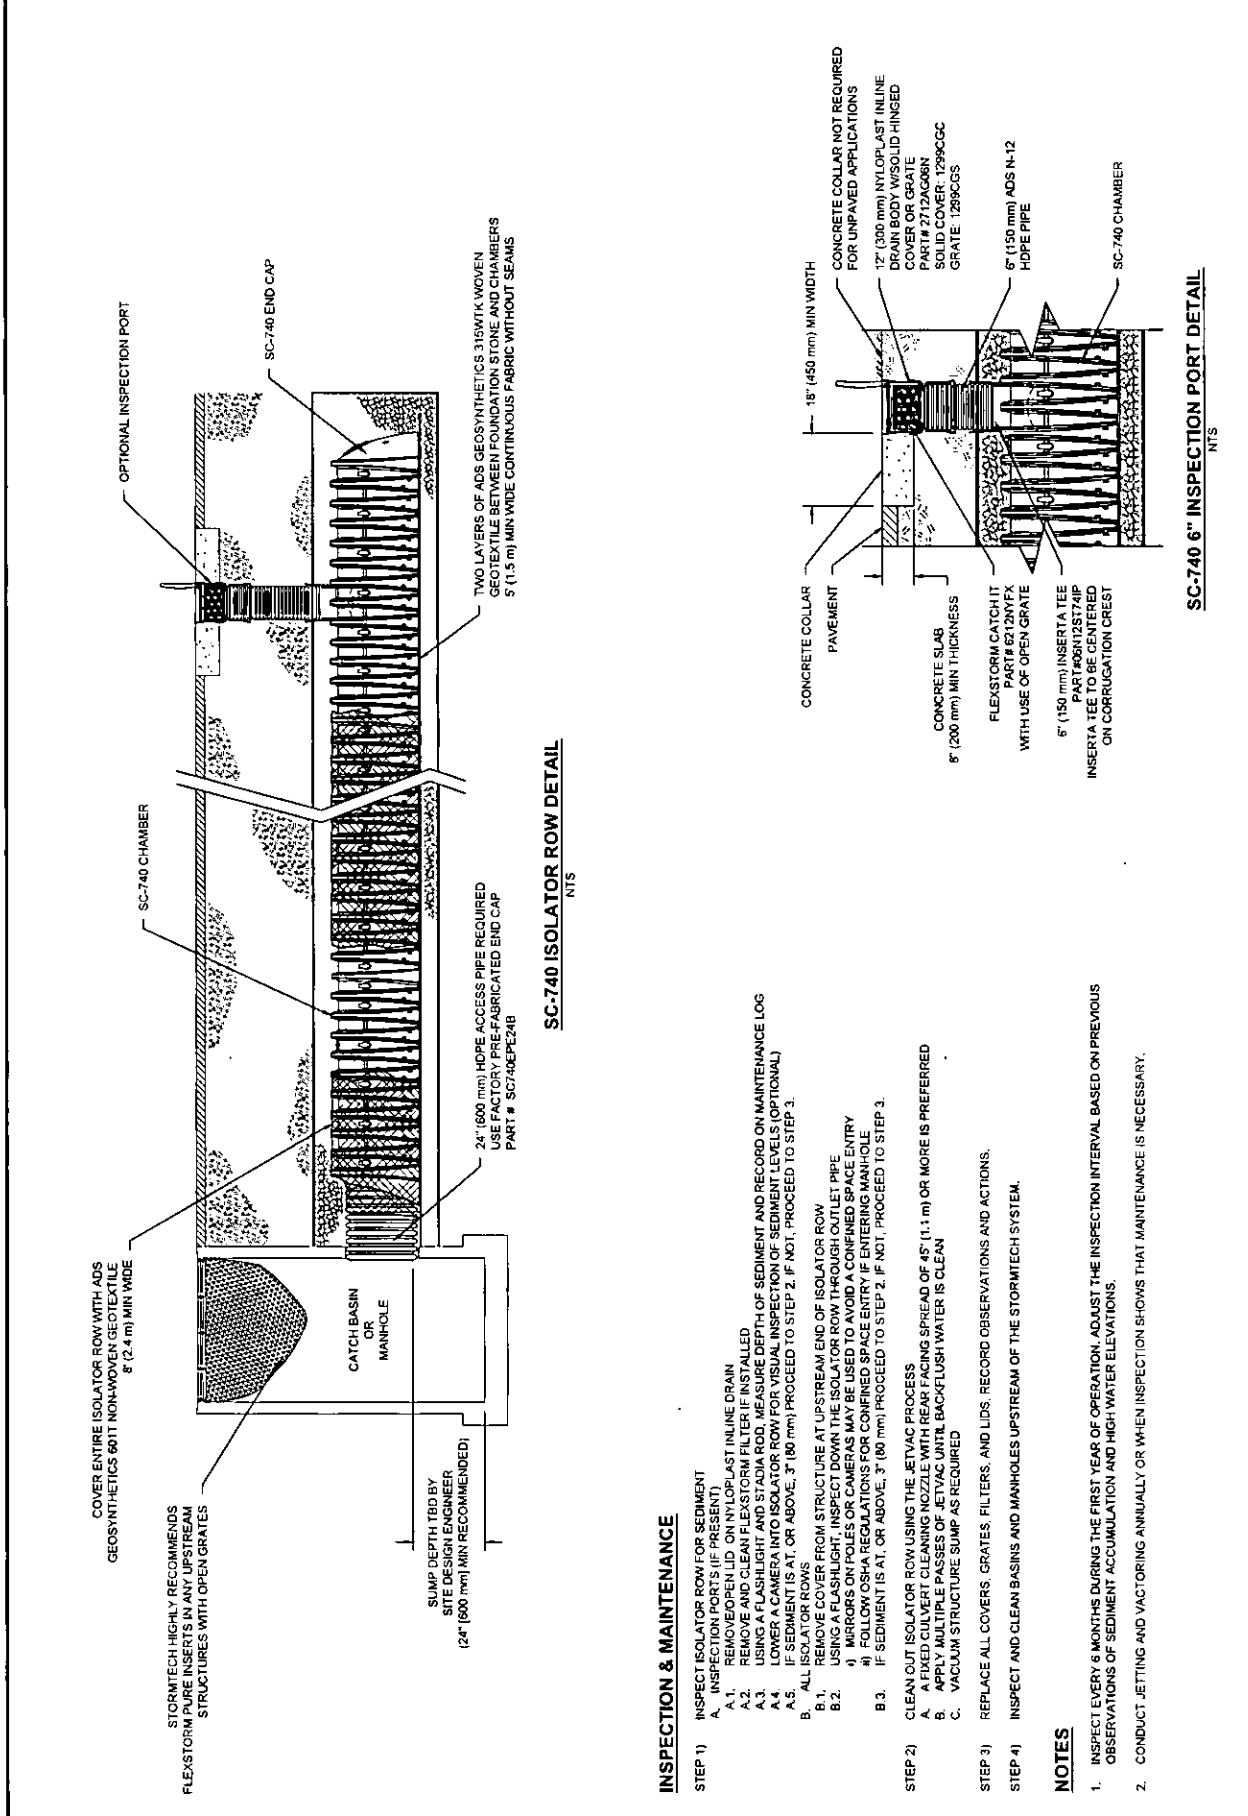 COVER ENTIRE ISOLATOR ROW WITH ADS
GEOSYNTHETICS 601T NON-WOVEN GEOTEXTILE
8' (2.4 m) MIN WIDE
STORMTECH HIGHLY RECOMMENDS
FLEXSTORM PURE INSERTS IN ANY UPSTREAM
STRUCTURES WITH OPEN GRATES
SC-740 CHAMBER
OPTIONAL INSPECTION PORT
SC-740 END CAP
CATCH BASIN
OR
MANHOLE
SUMP DEPTH TBD BY
SITE DESIGN ENGINEER
(24" [600 mm] MIN RECOMMENDED)
24" (600 mm) HDPE ACCESS PIPE REQUIRED
USE FACTORY PRE-FABRICATED END CAP
PART # SC740EPE24B
TWO LAYERS OF ADS GEOSYNTHETICS 315WTK WOVEN
GEOTEXTILE BETWEEN FOUNDATION STONE AND CHAMBERS
5' (1.5 m) MIN WIDE CONTINUOUS FABRIC WITHOUT SEAMS
SC-740 ISOLATOR ROW DETAIL
NTS
INSPECTION & MAINTENANCE
STEP 1) INSPECT ISOLATOR ROW FOR SEDIMENT
A. INSPECTION PORTS (IF PRESENT)
A.1. REMOVE/OPEN LID ON NYLOPLAST INLINE DRAIN
A.2. REMOVE AND CLEAN FLEXSTORM FILTER IF INSTALLED
A.3. USING A FLASHLIGHT AND STADIA ROD, MEASURE DEPTH OF SEDIMENT AND RECORD ON MAINTENANCE LOG
A.4. LOWER A CAMERA INTO ISOLATOR ROW FOR VISUAL INSPECTION OF SEDIMENT LEVELS (OPTIONAL)
A.5. IF SEDIMENT IS AT, OR ABOVE, 3" (80 mm) PROCEED TO STEP 2. IF NOT, PROCEED TO STEP 3.
B. ALL ISOLATOR ROWS
B.1. REMOVE COVER FROM STRUCTURE AT UPSTREAM END OF ISOLATOR ROW
B.2. USING A FLASHLIGHT, INSPECT DOWN THE ISOLATOR ROW THROUGH OUTLET PIPE
i) MIRRORS ON POLES OR CAMERAS MAY BE USED TO AVOID A CONFINED SPACE ENTRY
ii) FOLLOW OSHA REGULATIONS FOR CONFINED SPACE ENTRY IF ENTERING MANHOLE
B.3. IF SEDIMENT IS AT, OR ABOVE, 3" (80 mm) PROCEED TO STEP 2. IF NOT, PROCEED TO STEP 3.
STEP 2) CLEAN OUT ISOLATOR ROW USING THE JETVAC PROCESS
A. A FIXED CULVERT CLEANING NOZZLE WITH REAR FACING SPREAD OF 45" (1.1 m) OR MORE IS PREFERRED
B. APPLY MULTIPLE PASSES OF JETVAC UNTIL BACKFLUSH WATER IS CLEAN
C. VACUUM STRUCTURE SUMP AS REQUIRED
STEP 3) REPLACE ALL COVERS, GRATES, FILTERS, AND LIDS, RECORD OBSERVATIONS AND ACTIONS.
STEP 4) INSPECT AND CLEAN BASINS AND MANHOLES UPSTREAM OF THE STORMTECH SYSTEM.
NOTES
1. INSPECT EVERY 6 MONTHS DURING THE FIRST YEAR OF OPERATION. ADJUST THE INSPECTION INTERVAL BASED ON PREVIOUS
OBSERVATIONS OF SEDIMENT ACCUMULATION AND HIGH WATER ELEVATIONS.
2. CONDUCT JETTING AND VACTORING ANNUALLY OR WHEN INSPECTION SHOWS THAT MAINTENANCE IS NECESSARY.
CONCRETE COLLAR
PAVEMENT
CONCRETE SLAB
8" (200 mm) MIN THICKNESS
FLEXSTORM CATCH IT
PART# 6212NYFX
WITH USE OF OPEN GRATE
6" (150 mm) INSERTA TEE
PART#06N12ST74IP
INSERTA TEE TO BE CENTERED
ON CORRUGATION CREST
18" (450 mm) MIN WIDTH
CONCRETE COLLAR NOT REQUIRED
FOR UNPAVED APPLICATIONS
12" (300 mm) NYLOPLAST INLINE
DRAIN BODY W/SOLID HINGED
COVER OR GRATE
PART# 2712AG06N
SOLID COVER: 1299CGC
GRATE: 1299CGS
6" (150 mm) ADS N-12
HDPE PIPE
SC-740 CHAMBER
SC-740 6" INSPECTION PORT DETAIL
NTS